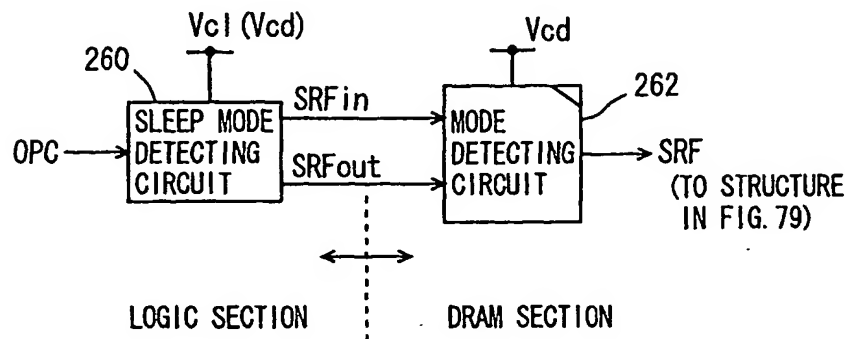 Vcl (Vcd)
Vcd
260
262
SLEEP MODE
DETECTING
CIRCUIT
OPC
SRFin
SRFout
MODE
DETECTING
CIRCUIT
SRF
(TO STRUCTURE
IN FIG. 79)
LOGIC SECTION
DRAM SECTION